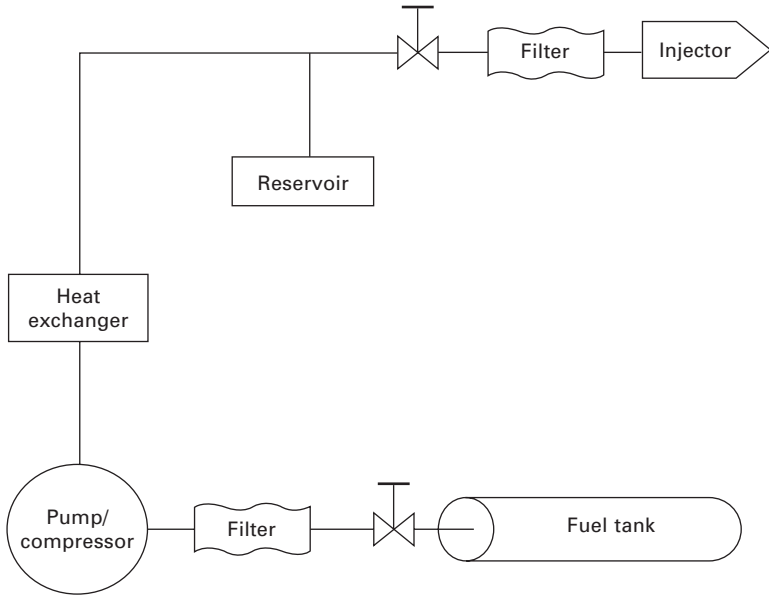 Filter
Injector
Reservoir
Heat
exchanger
Pump/
compressor
Filter
Fuel tank